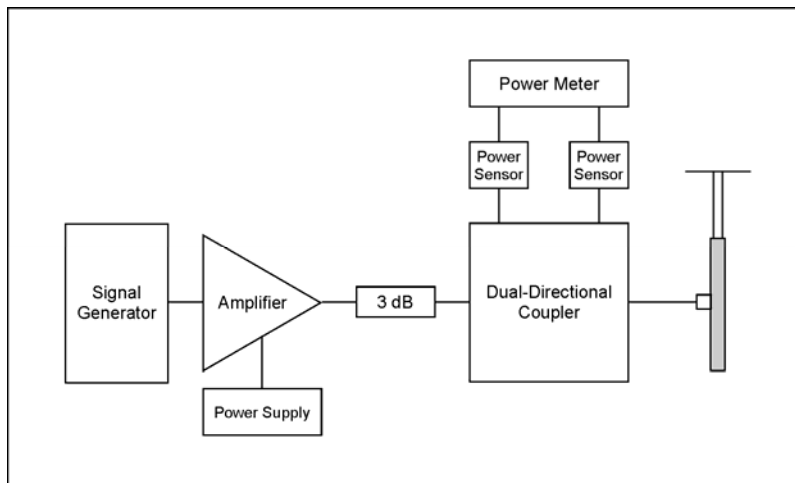 Power Meter
Power
Sensor
Power
Sensor
Signal
Generator
Amplifier
3 dB
Dual-Directional
Coupler
Power Supply